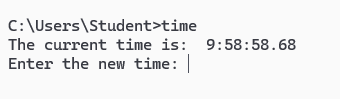 C:\Users\Student>time
The current time is:  9:58:58.68
Enter the new time: